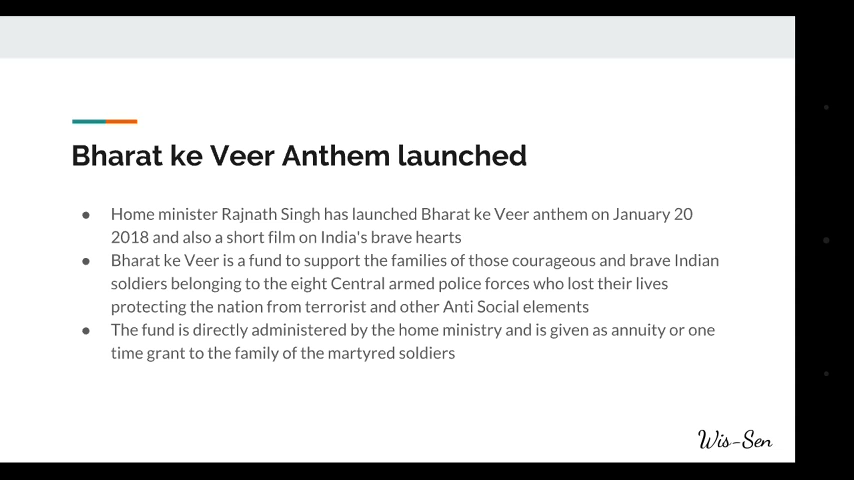 Bharat ke Veer Anthem launched
● Home minister Rajnath Singh has launched Bharat ke Veer anthem on January 20
2018 and also a short film on India's brave hearts
● Bharat ke Veer is a fund to support the families of those courageous and brave Indian
soldiers belonging to the eight Central armed police forces who lost their lives
protecting the nation from terrorist and other Anti Social elements
● The fund is directly administered by the home ministry and is given as annuity or one
time grant to the family of the martyred soldiers
Wis-Sen